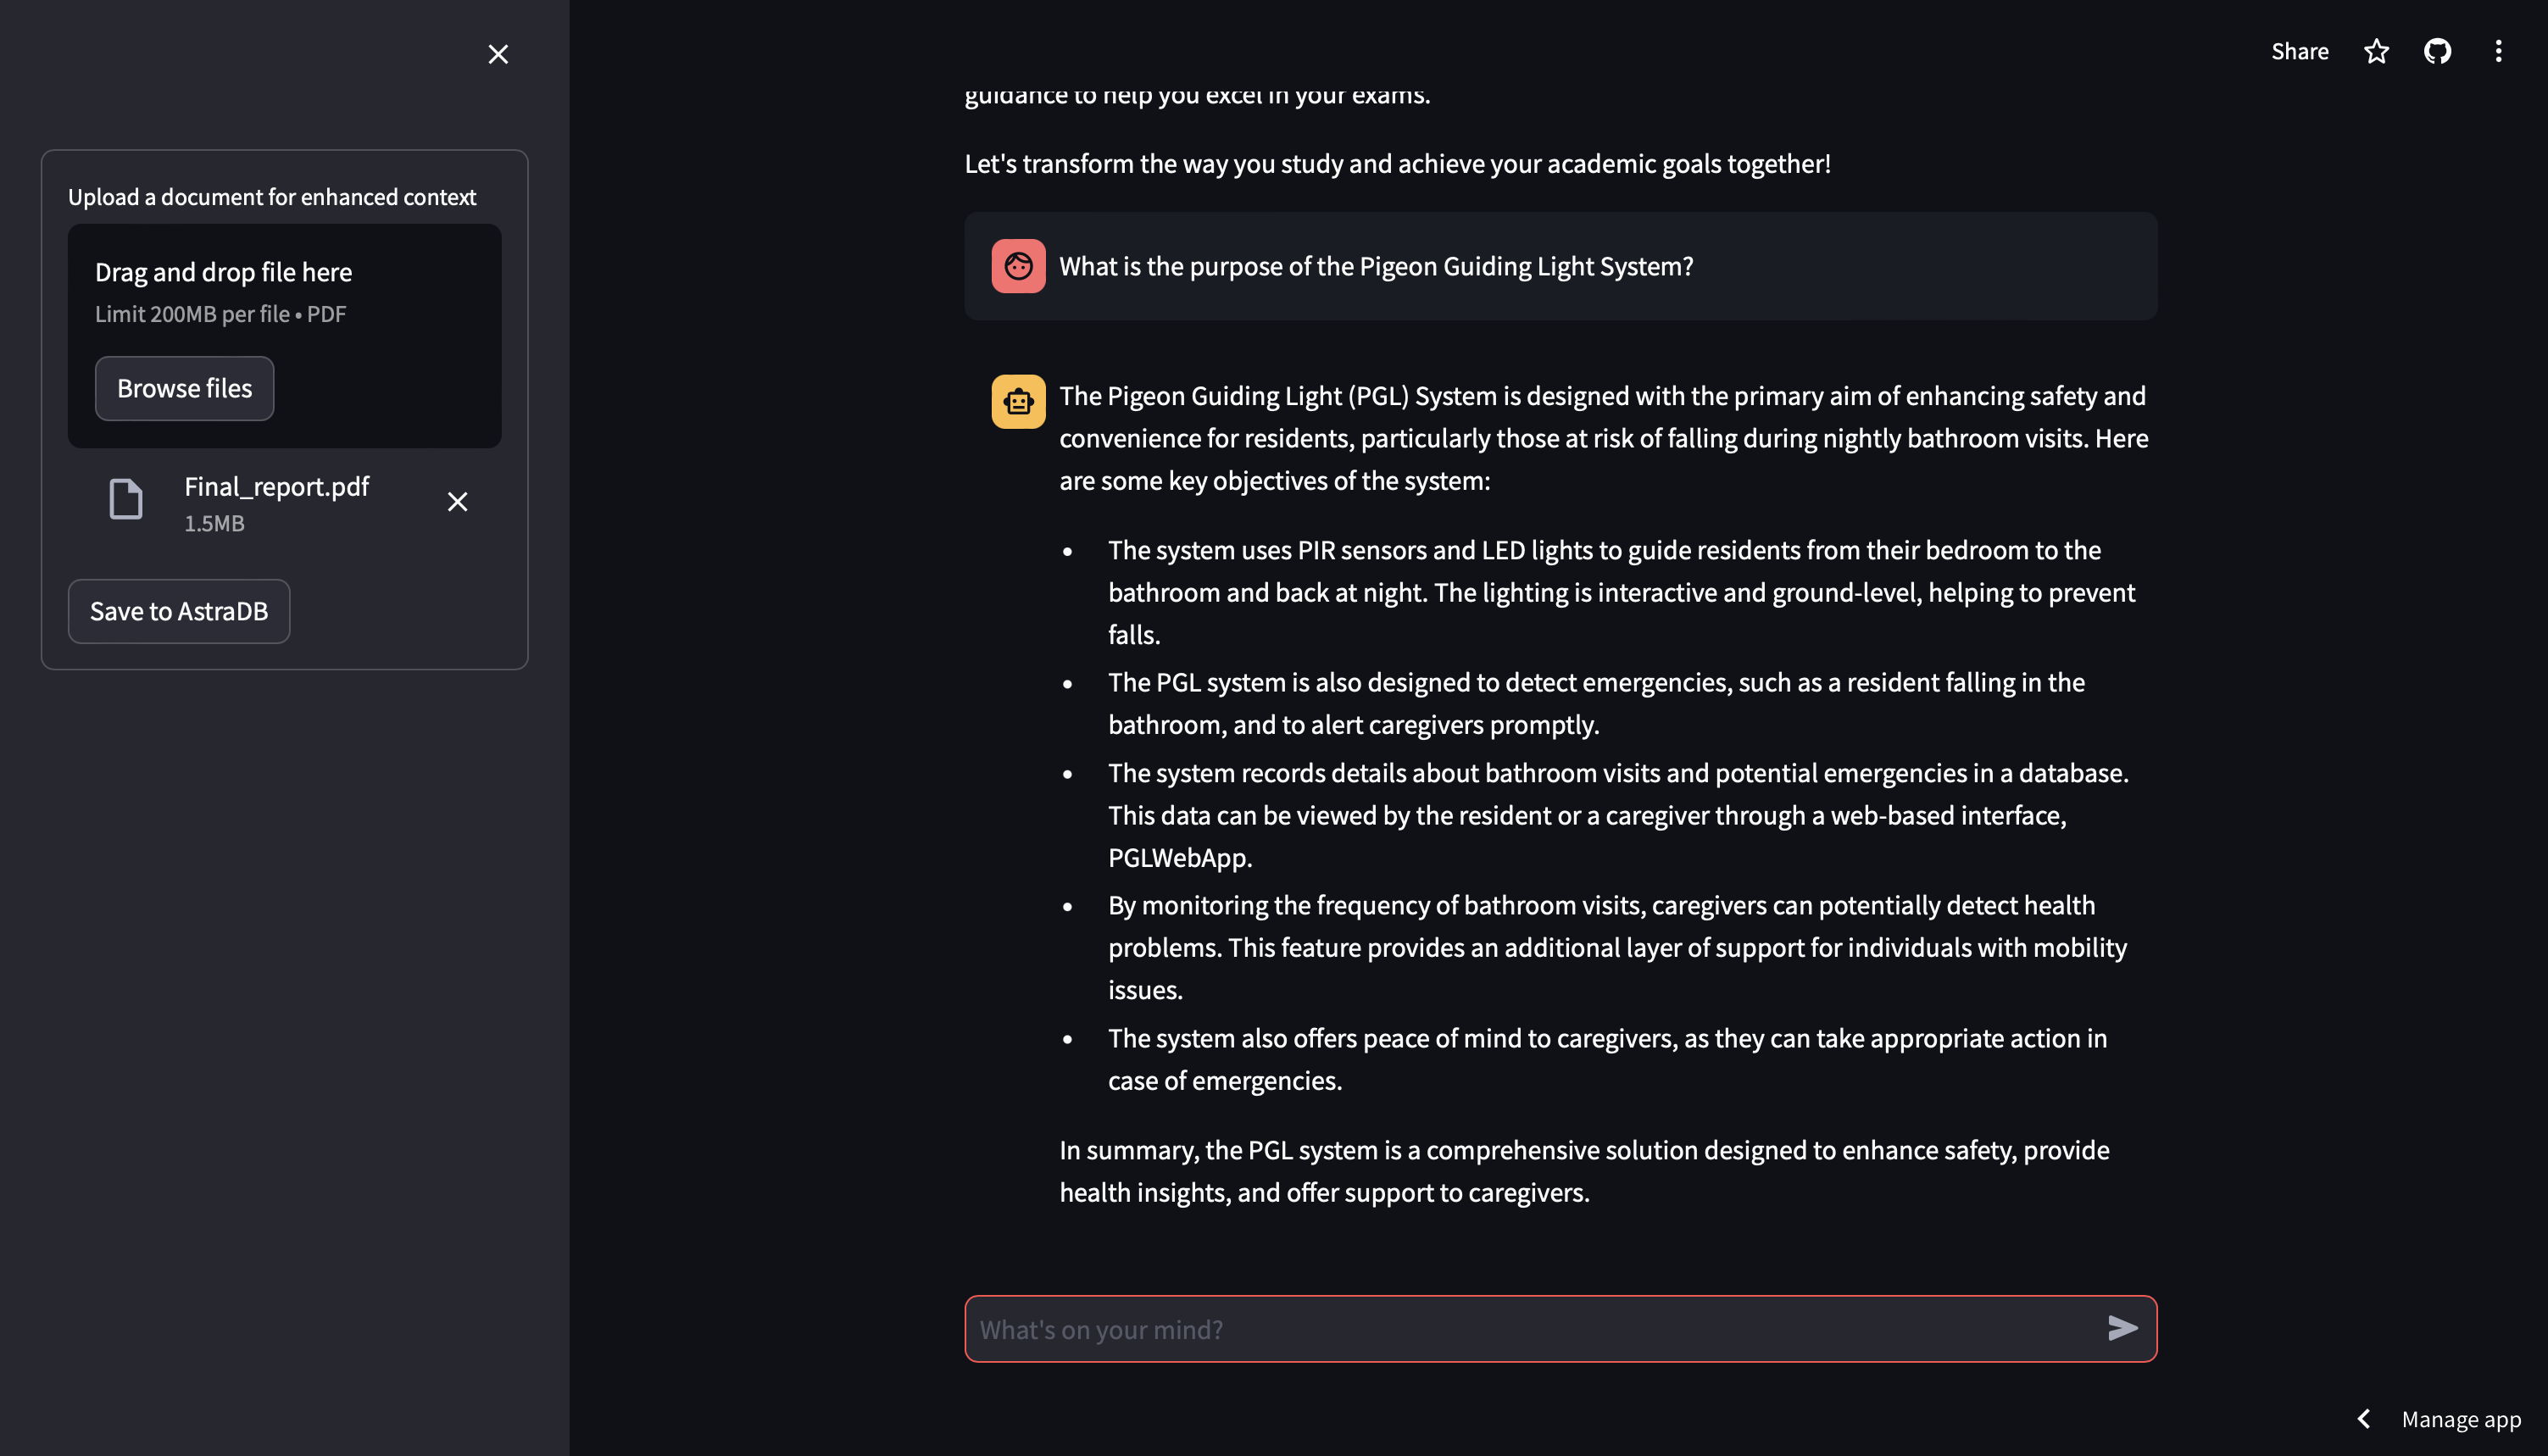 Share
Upload a document for enhanced context
Drag and drop file here
Limit 200MB per file • PDF
Browse files
Final_report.pdf
1.5MB
Save to AstraDB
guidance to help you excel in your exams.
Let's transform the way you study and achieve your academic goals together!
What is the purpose of the Pigeon Guiding Light System?
The Pigeon Guiding Light (PGL) System is designed with the primary aim of enhancing safety and
convenience for residents, particularly those at risk of falling during nightly bathroom visits. Here
are some key objectives of the system:
• The system uses PIR sensors and LED lights to guide residents from their bedroom to the
bathroom and back at night. The lighting is interactive and ground-level, helping to prevent
falls.
• The PGL system is also designed to detect emergencies, such as a resident falling in the
bathroom, and to alert caregivers promptly.
• The system records details about bathroom visits and potential emergencies in a database.
This data can be viewed by the resident or a caregiver through a web-based interface,
PGLWebApp.
• By monitoring the frequency of bathroom visits, caregivers can potentially detect health
problems. This feature provides an additional layer of support for individuals with mobility
issues.
• The system also offers peace of mind to caregivers, as they can take appropriate action in
case of emergencies.
In summary, the PGL system is a comprehensive solution designed to enhance safety, provide
health insights, and offer support to caregivers.
What's on your mind?
Manage app